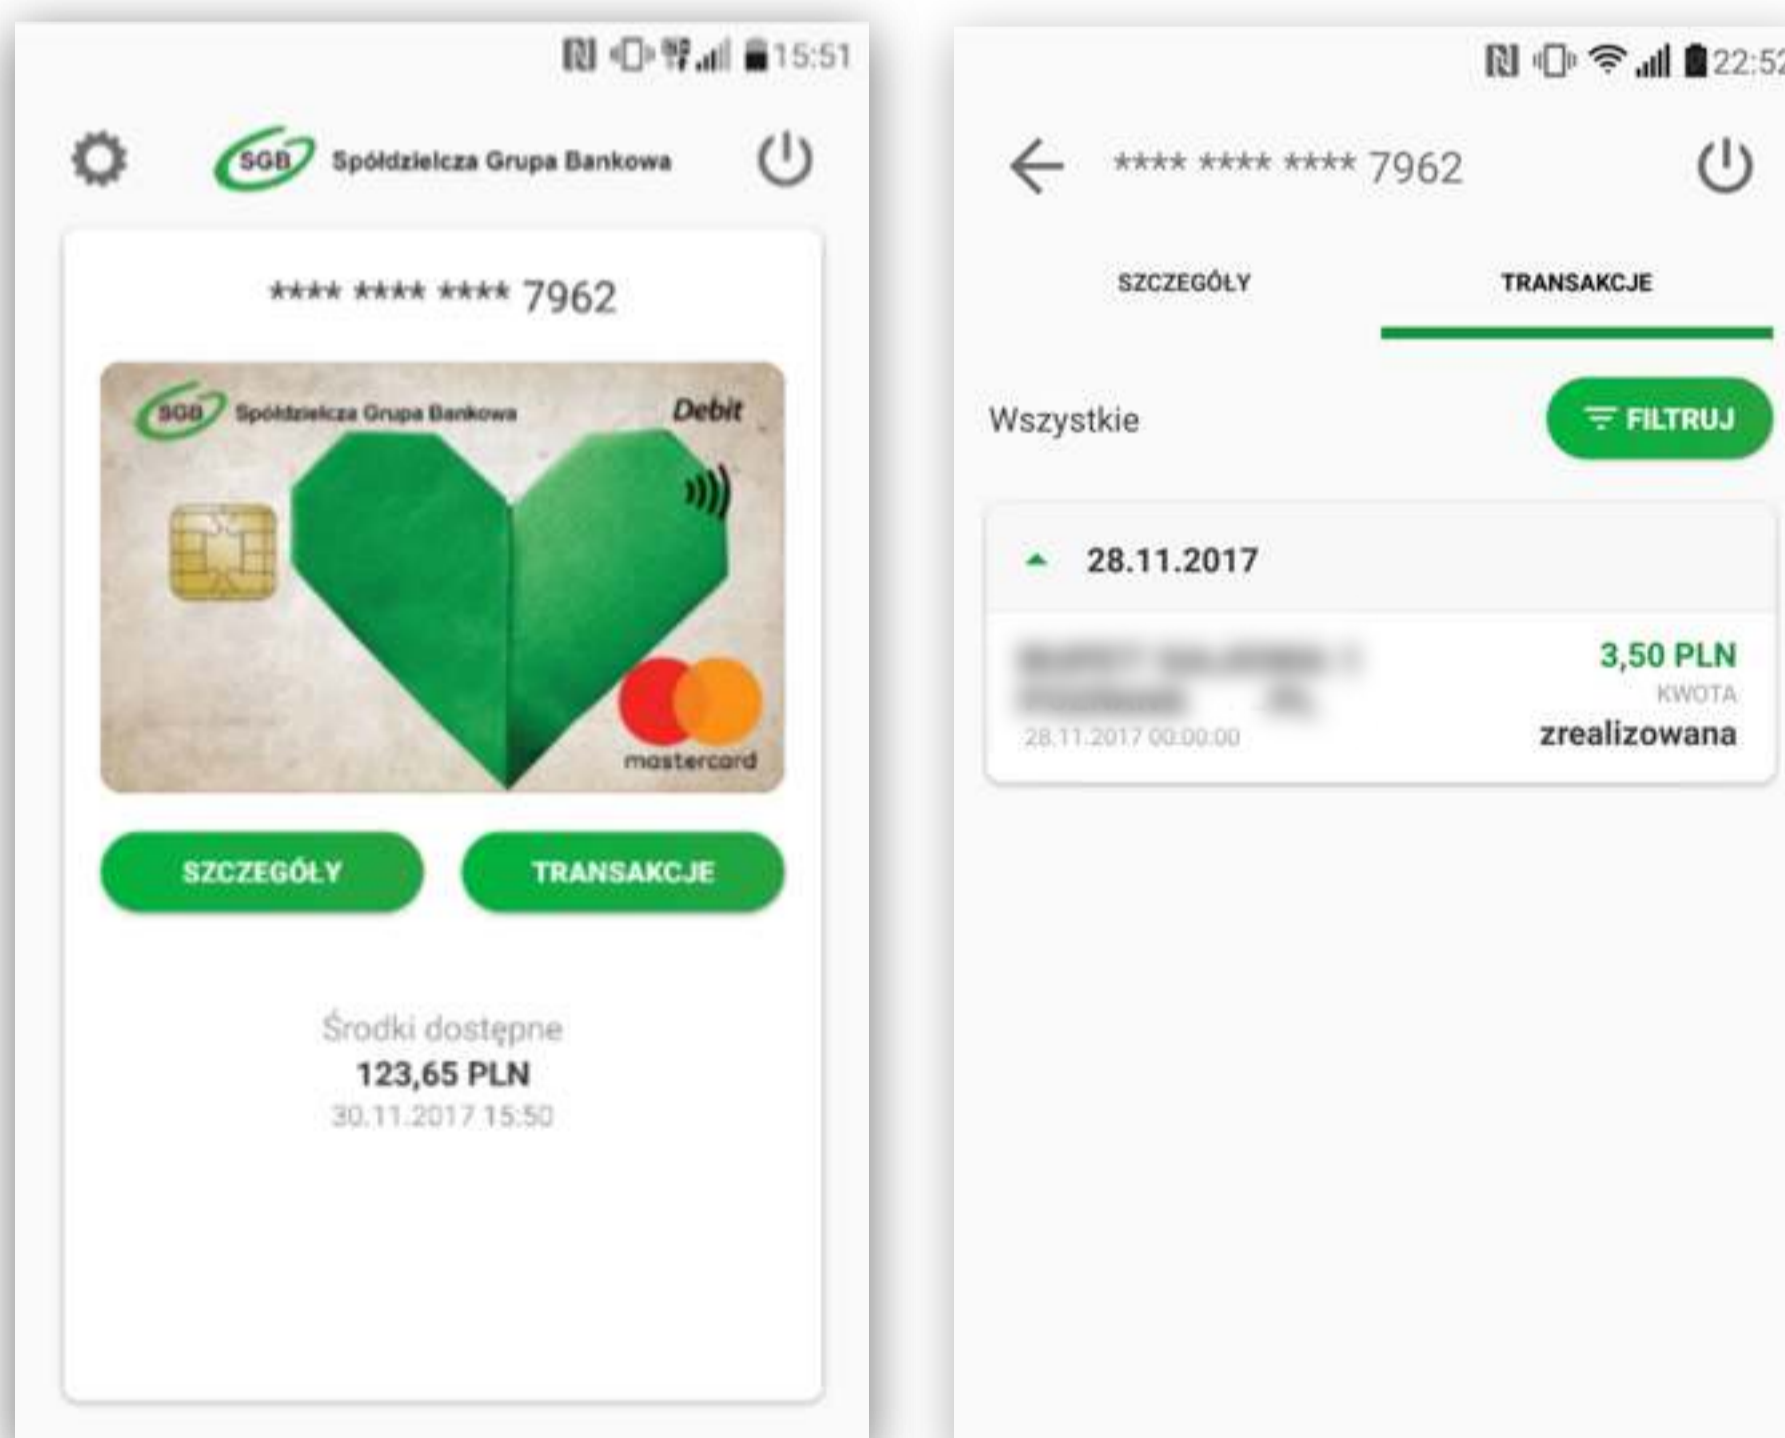 15:51
SGB Spółdzielcza Grupa Bankowa
**** **** **** 7962
SGB Spółdzielcza Grupa Bankowa Debit
mastercard
SZCZEGÓŁY TRANSAKCJE
Środki dostępne
123,65 PLN
30.11.2017 15:50
22:52
**** **** **** 7962
SZCZEGÓŁY TRANSAKCJE
Wszystkie FILTRUJ
28.11.2017
3,50 PLN
KWOTA
28.11.2017 00:00:00 zrealizowana